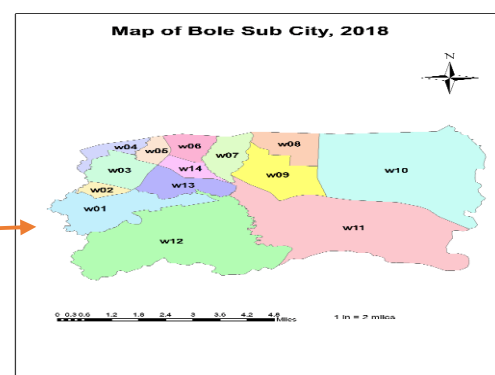 Map of Bole Sub City, 2018
N
w04
w05
w06
w07
w08
w03
w14
w10
w09
w02
w13
w01
w11
w12
0 0.30.6 1.2 1.8 2.4 3 3.6 4.2 4.8
Miles
1 in = 2 miles